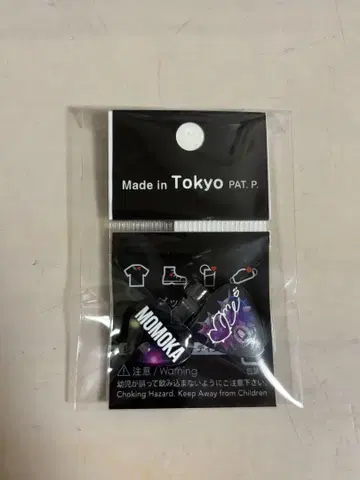 Made in Tokyo PAT. P.
MOMOKA
⚠注意 / Warning
幼児が誤って飲み込まないようにご注意下さい。
Choking Hazard. Keep Away from Children